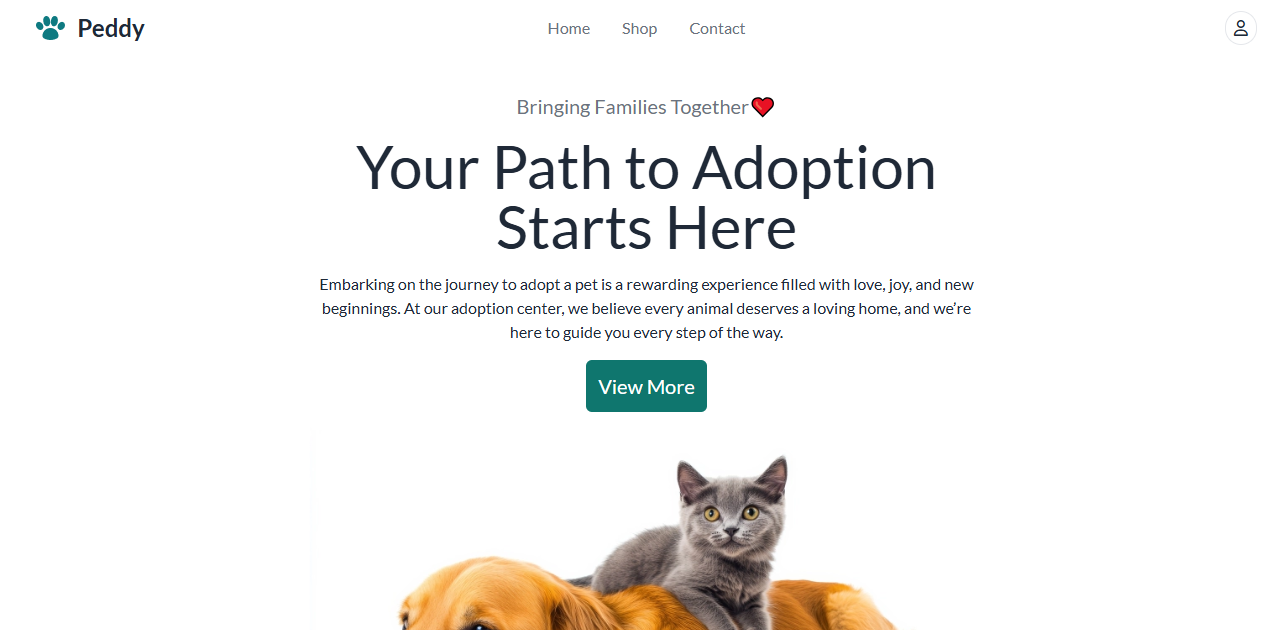 Peddy
Home Shop Contact
Bringing Families Together
Your Path to Adoption
Starts Here
Embarking on the journey to adopt a pet is a rewarding experience filled with love, joy, and new
beginnings. At our adoption center, we believe every animal deserves a loving home, and we’re
here to guide you every step of the way.
View More